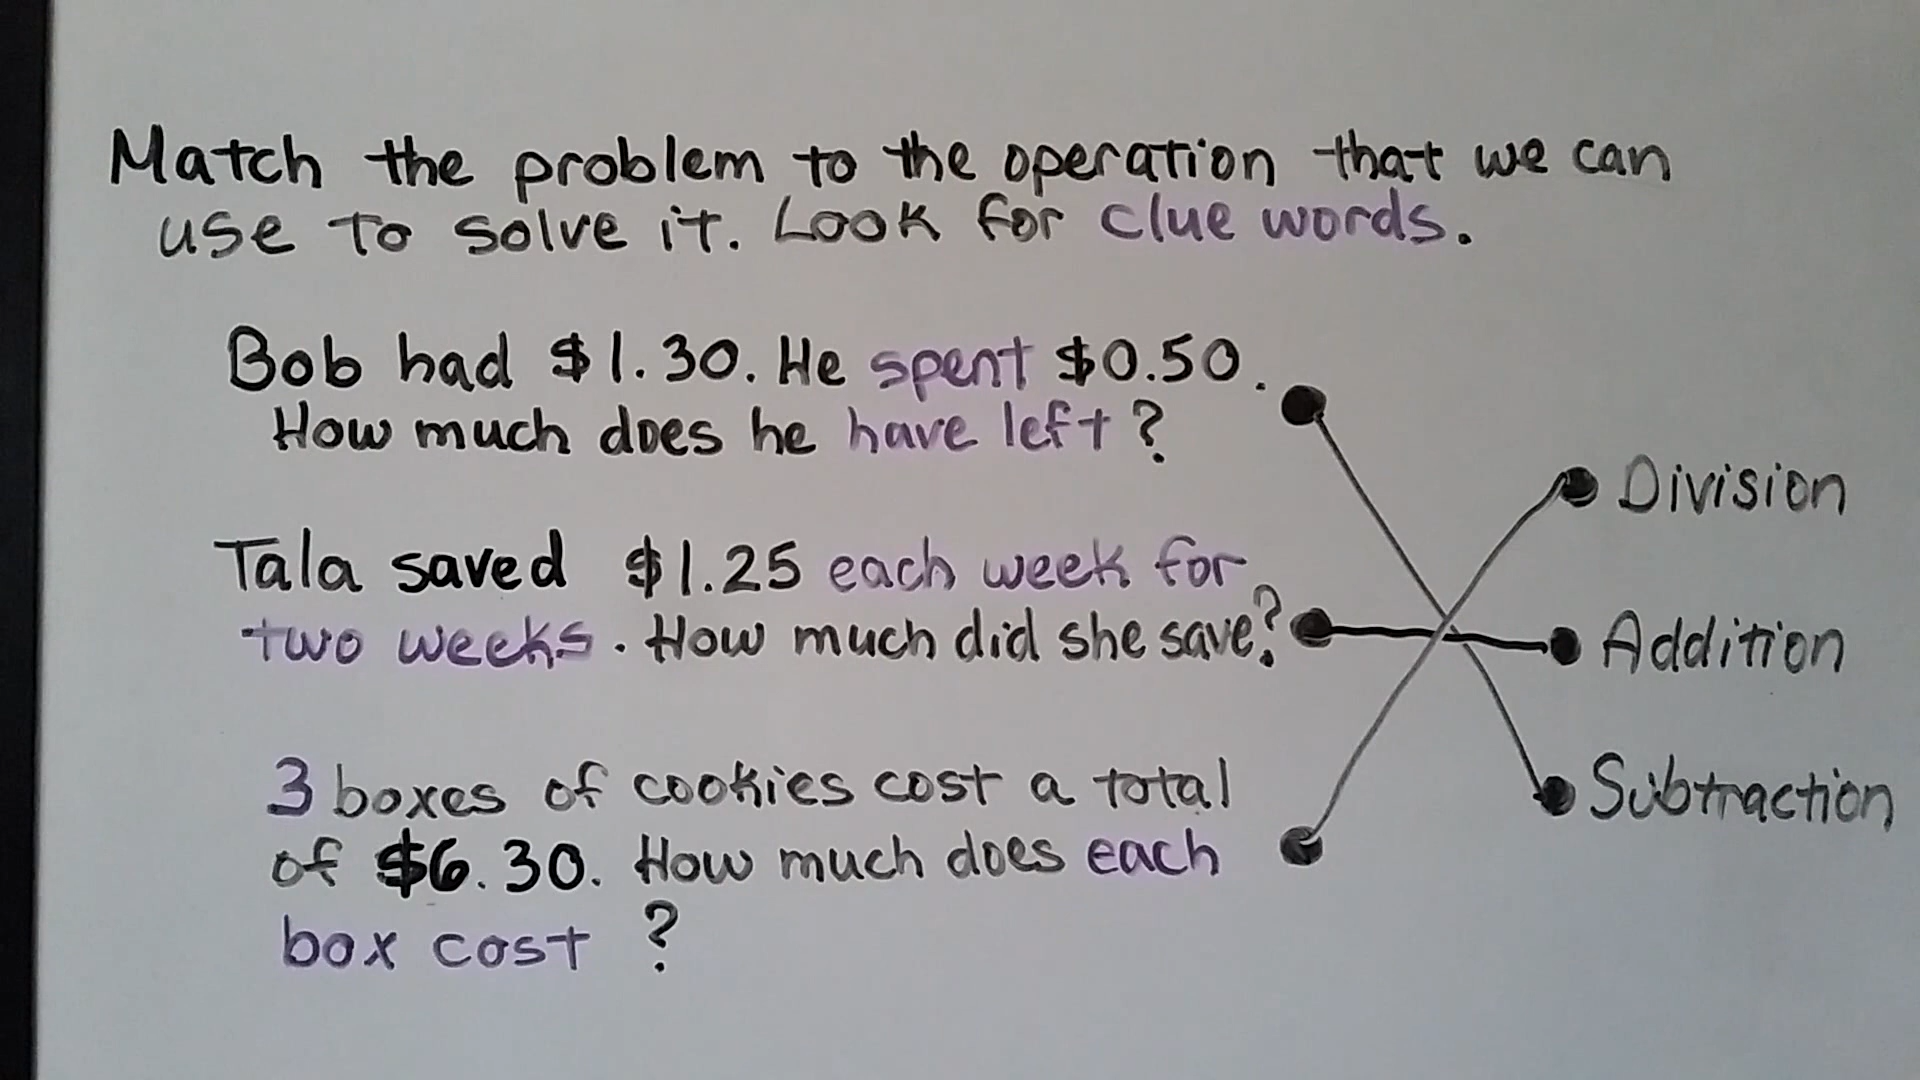 Match the problem to the operation that we can
use to solve it. Look for clue words.
Bob had $1.30. He spent $0.50.
How much does he have left?
Tala saved $1.25 each week for
two weeks. How much did she save?
3 boxes of cookies cost a total
of $6.30. How much does each
box cost?
Division
Addition
Subtraction